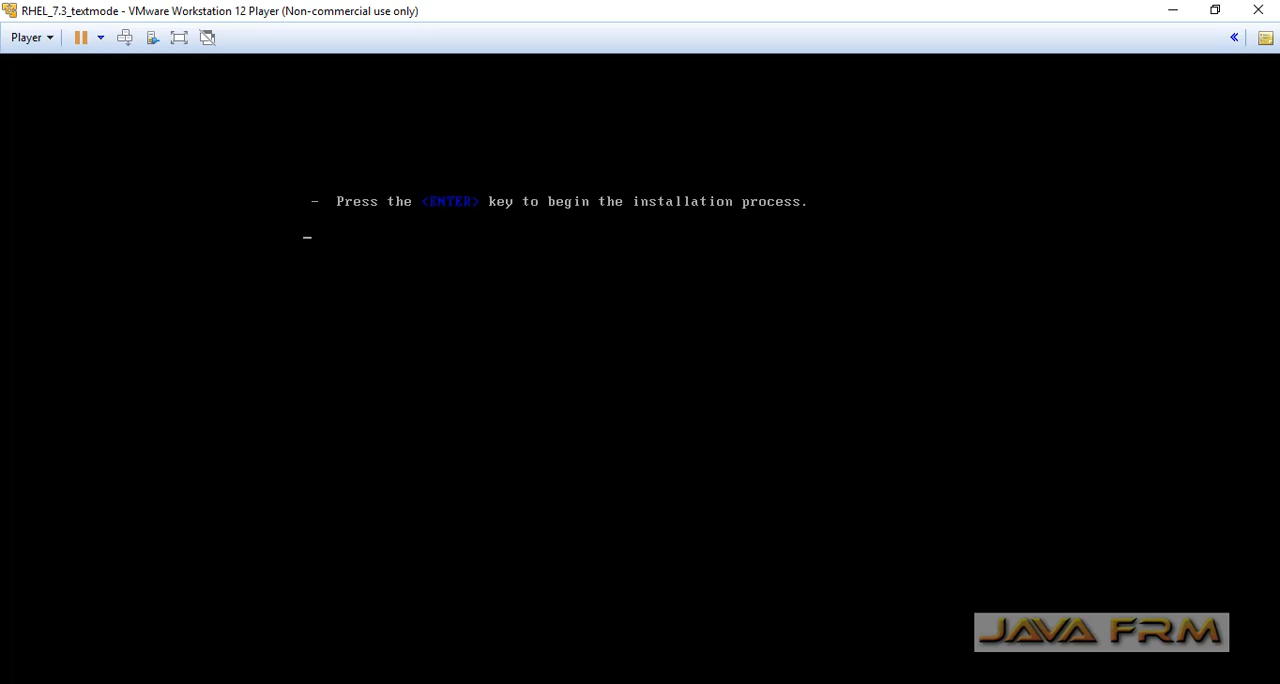 RHEL_7.3_textmode - VMware Workstation 12 Player (Non-commercial use only)
Player
- Press the <ENTER> key to begin the installation process.
JAVA FRM